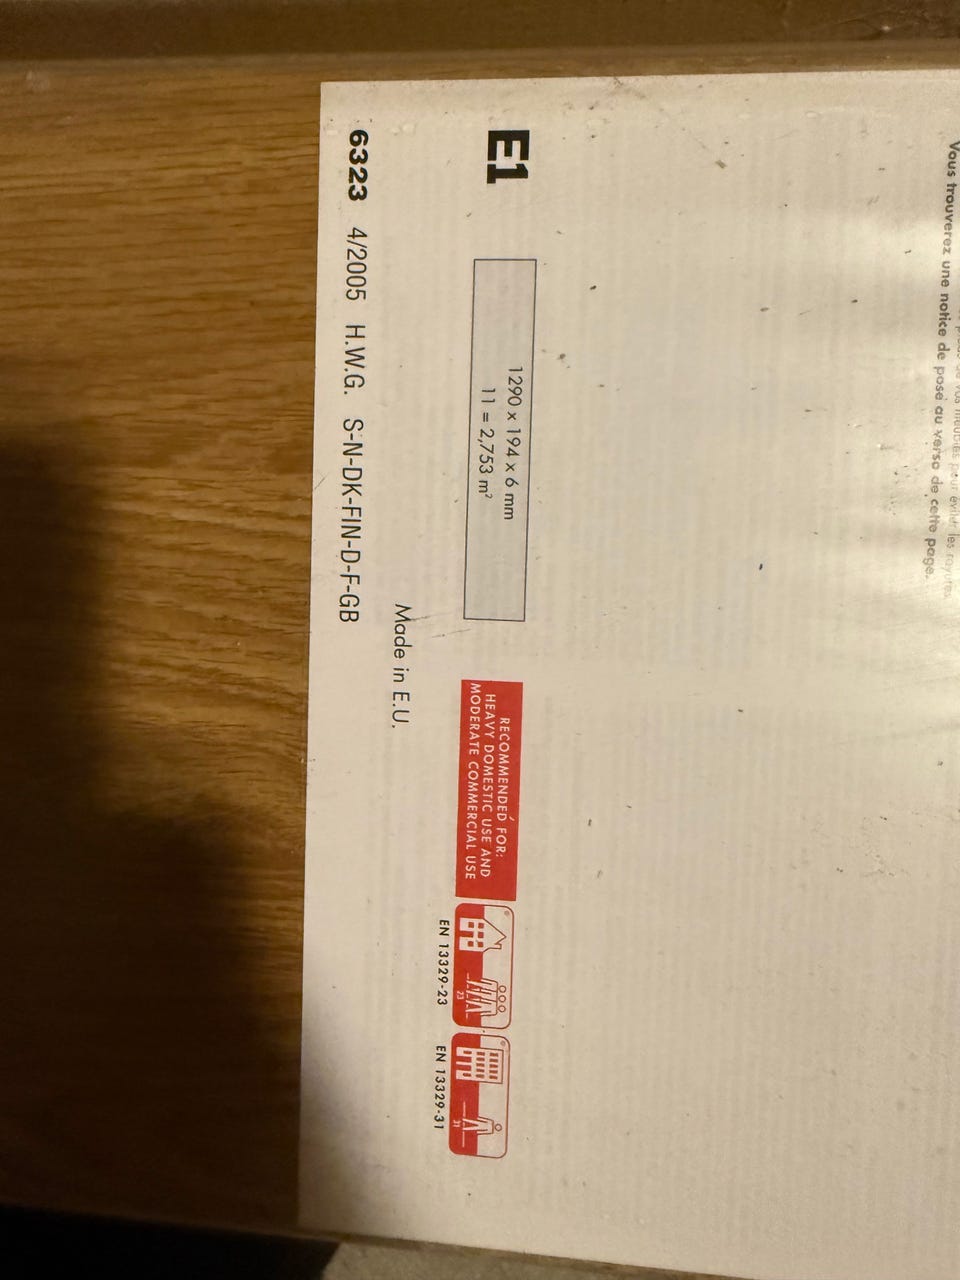 Vous trouverez une notice de pose au verso de cette page.
E1
1290 x 194 x 6 mm
11 = 2,753 m²
RECOMMENDED FOR:
HEAVY DOMESTIC USE AND
MODERATE COMMERCIAL USE
23
31
EN 13329-23
EN 13329-31
Made in E.U.
6323 4/2005 H.W.G. S-N-DK-FIN-D-F-GB